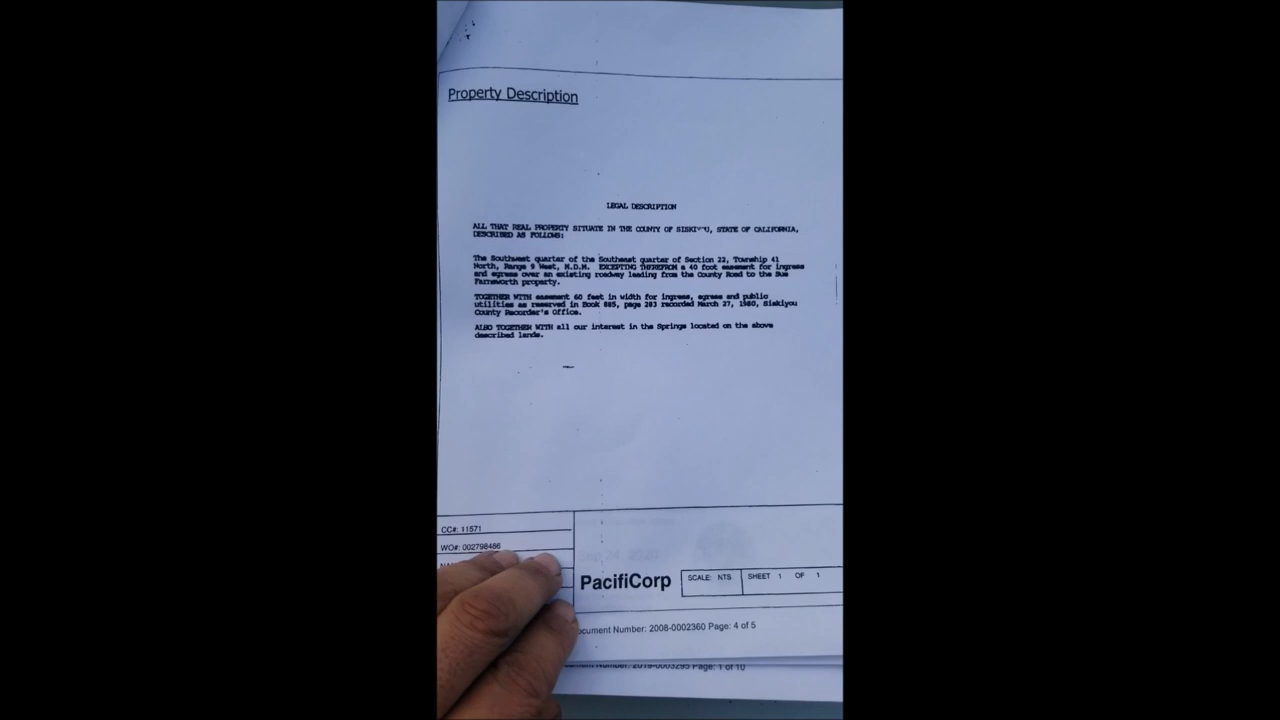 Property Description
LEGAL DESCRIPTION
ALL THAT REAL PROPERTY SITUATE IN THE COUNTY OF SISKIYOU, STATE OF CALIFORNIA,
DESCRIBED AS FOLLOWS:
The Southwest quarter of the Southeast quarter of Section 22, Township 41
North, Range 9 West, M.D.M. EXCEPTING THEREFROM a 40 foot easement for ingress
and egress over an existing roadway leading from the County Road to the Sue
Farnsworth property.
TOGETHER WITH easement 60 feet in width for ingress, egress and public
utilities as reserved in Book 885, page 283 recorded March 27, 1980, Siskiyou
County Recorder's Office.
ALSO TOGETHER WITH all our interest in the Springs located on the above
described lands.
CC#: 11571
WO#: 002798486
PacifiCorp
SCALE: NTS
SHEET 1 OF 1
ocument Number: 2008-0002360 Page: 4 of 5
Number: 2019-0003295 Page: 1 of 10